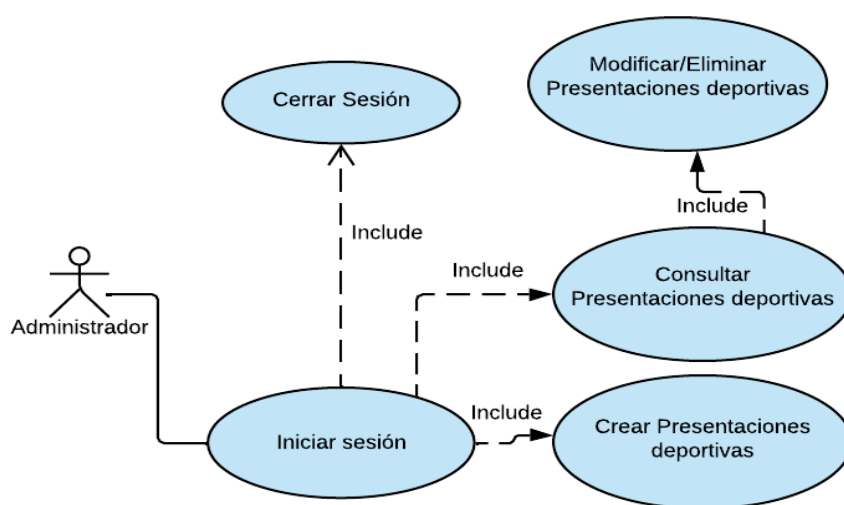 Cerrar Sesión
Modificar/Eliminar
Presentaciones deportivas
Include
Include
Include
Consultar
Presentaciones deportivas
Administrador
Include
Iniciar sesión
Crear Presentaciones
deportivas